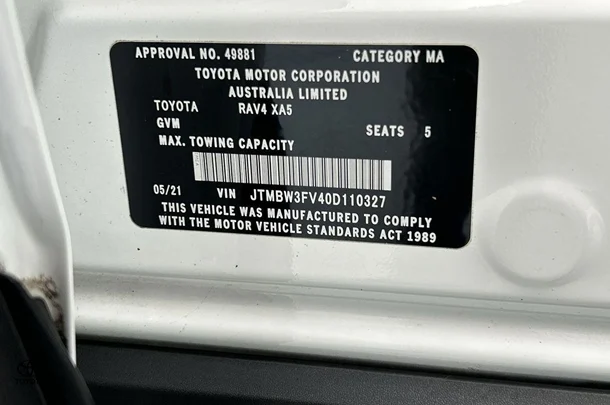 APPROVAL NO. 49881 CATEGORY MA
TOYOTA MOTOR CORPORATION
AUSTRALIA LIMITED
TOYOTA RAV4 XA5
GVM SEATS 5
MAX. TOWING CAPACITY
05/21 VIN JTMBW3FV40D110327
THIS VEHICLE WAS MANUFACTURED TO COMPLY
WITH THE MOTOR VEHICLE STANDARDS ACT 1989